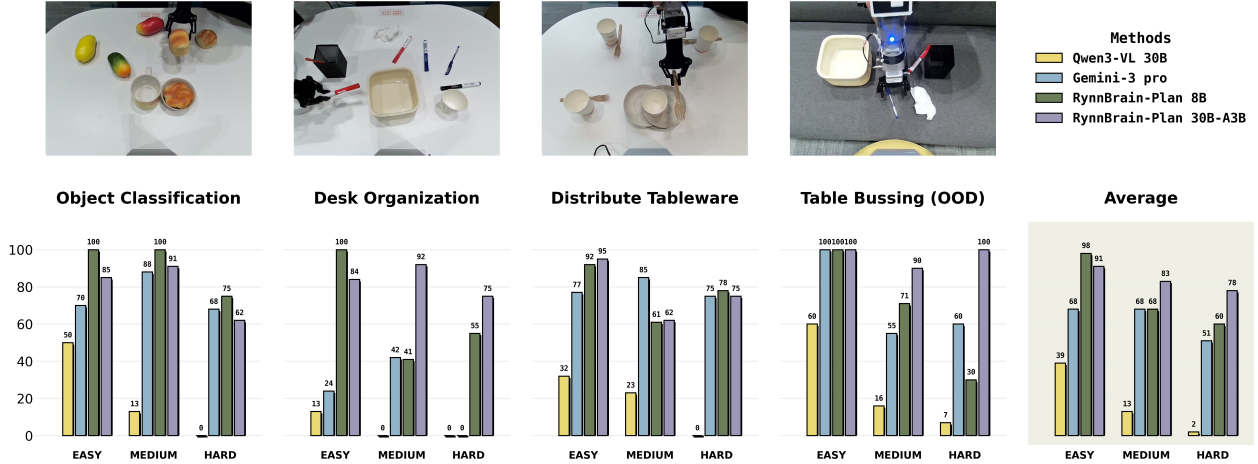 Methods
Qwen3-VL 30B
Gemini-3 pro
RynnBrain-Plan 8B
RynnBrain-Plan 30B-A3B
Object Classification
Desk Organization
Distribute Tableware
Table Bussing (OOD)
Average
100
80
60
40
20
0
50 70 100 85
13 88 100 91
0 68 75 62
EASY MEDIUM HARD
13 24 100 84
0 42 41 92
0 0 55 75
EASY MEDIUM HARD
32 77 92 95
23 85 61 62
0 75 78 75
EASY MEDIUM HARD
60 100 100 100
16 55 71 90
7 60 30 100
EASY MEDIUM HARD
39 68 98 91
13 68 68 83
2 51 60 78
EASY MEDIUM HARD